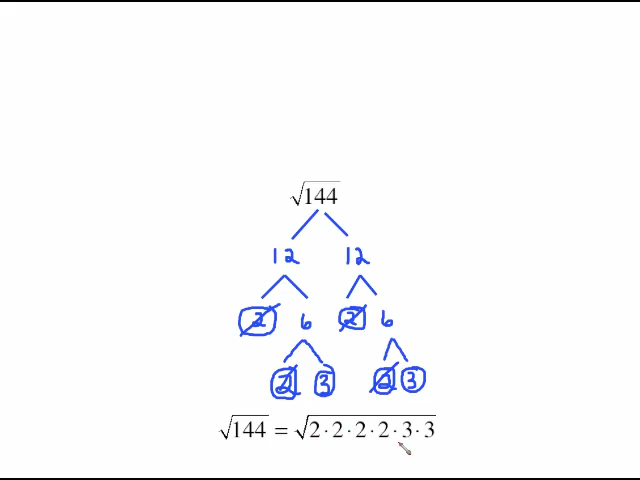 √144
12 12
2 6 2 6
2 3 2 3
√144 = √2 · 2 · 2 · 2 · 3 · 3